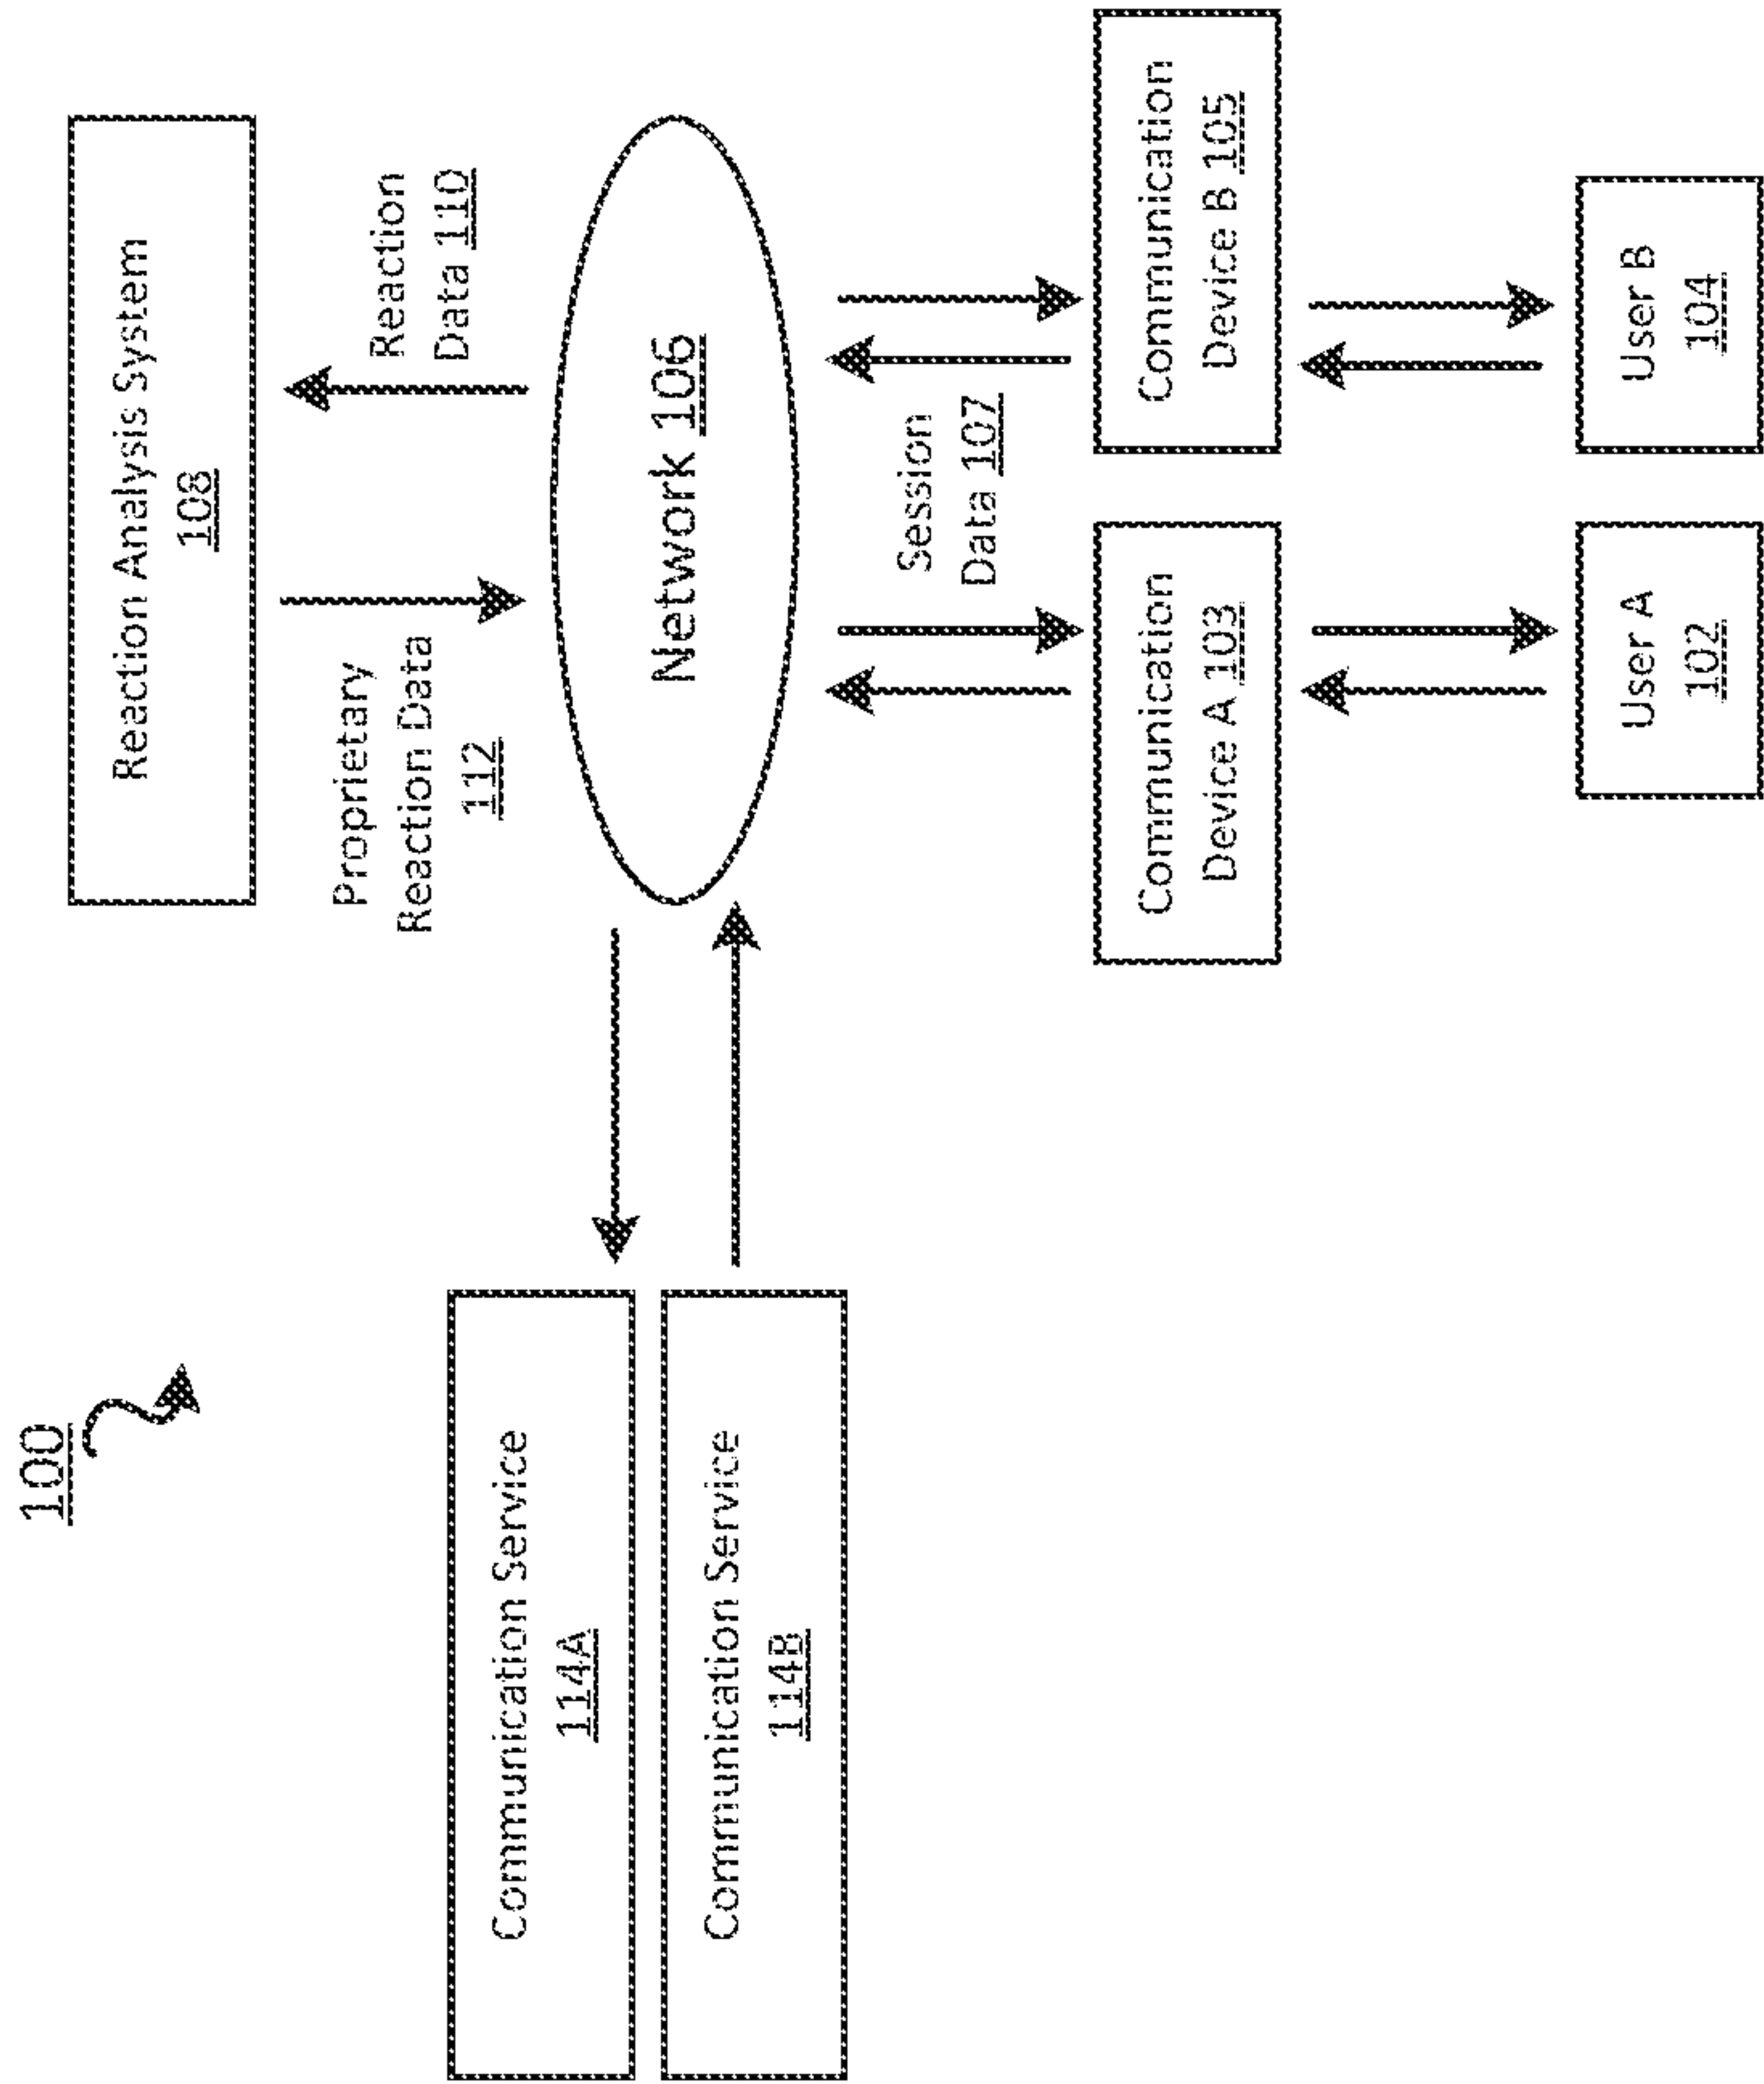 100
Reaction Analysis System
108
Proprietary
Reaction Data
112
Reaction
Data 110
Communication Service
114A
Communication Service
114B
Network 106
Session
Data 107
Communication
Device A 103
Communication
Device B 105
User A
102
User B
104